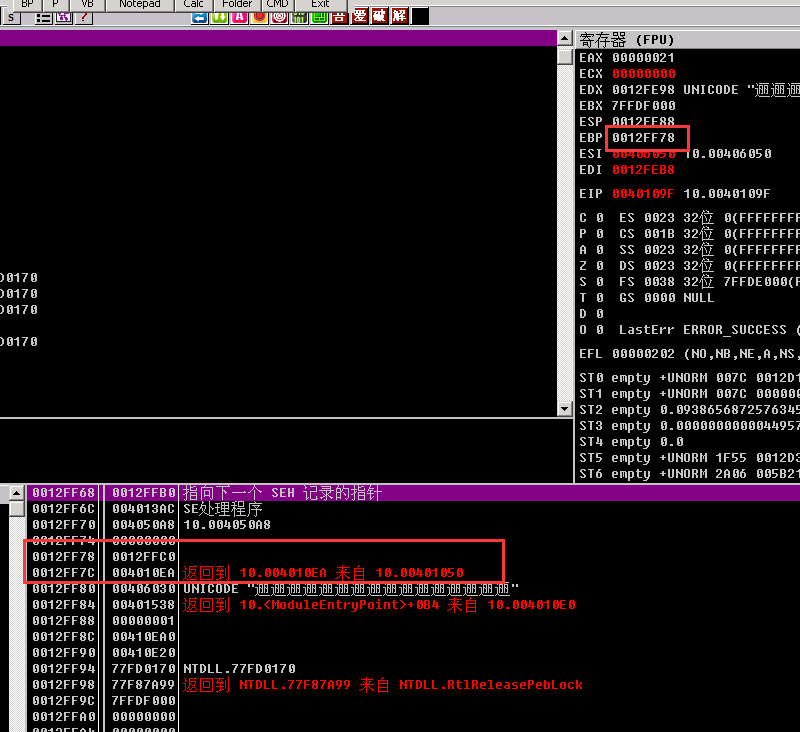 BP P VB Notepad Calc Folder CMD Exit
S ? 吾 爱 破 解
寄存器 (FPU)
EAX 00000021
ECX 00000000
EDX 0012FE98 UNICODE "逦逦逦
EBX 7FFDF000
ESP 0012FE88
EBP 0012FF78
ESI 00406050 10.00406050
EDI 0012FEB8
EIP 0040109F 10.0040109F
C 0 ES 0023 32位 0(FFFFFFFF
P 0 CS 001B 32位 0(FFFFFFFF
A 0 SS 0023 32位 0(FFFFFFFF
Z 0 DS 0023 32位 0(FFFFFFFF
S 0 FS 0038 32位 7FFDE000(F
T 0 GS 0000 NULL
D 0
O 0 LastErr ERROR_SUCCESS (
EFL 00000202 (NO,NB,NE,A,NS,
ST0 empty +UNORM 007C 0012D1
ST1 empty +UNORM 007C 000000
ST2 empty 0.0938656872576345
ST3 empty 0.0000000000044957
ST4 empty 0.0
ST5 empty +UNORM 1F55 0012D3
ST6 empty +UNORM 2A06 005B21
D0170
D0170
D0170
D0170
0012FF68 0012FFB0 指向下一个 SEH 记录的指针
0012FF6C 004013AC SE处理程序
0012FF70 004050A8 10.004050A8
0012FF74 00000000
0012FF78 0012FFC0
0012FF7C 004010EA 返回到 10.004010EA 来自 10.00401050
0012FF80 00406030 UNICODE "逦逦逦逦逦逦逦逦逦逦逦逦逦逦逦逦"
0012FF84 00401538 返回到 10.<ModuleEntryPoint>+0B4 来自 10.004010E0
0012FF88 00000001
0012FF8C 00410EA0
0012FF90 00410E20
0012FF94 77FD0170 NTDLL.77FD0170
0012FF98 77F87A99 返回到 NTDLL.77F87A99 来自 NTDLL.RtlReleasePebLock
0012FF9C 7FFDF000
0012FFA0 00000000
0012FFA4 00000000